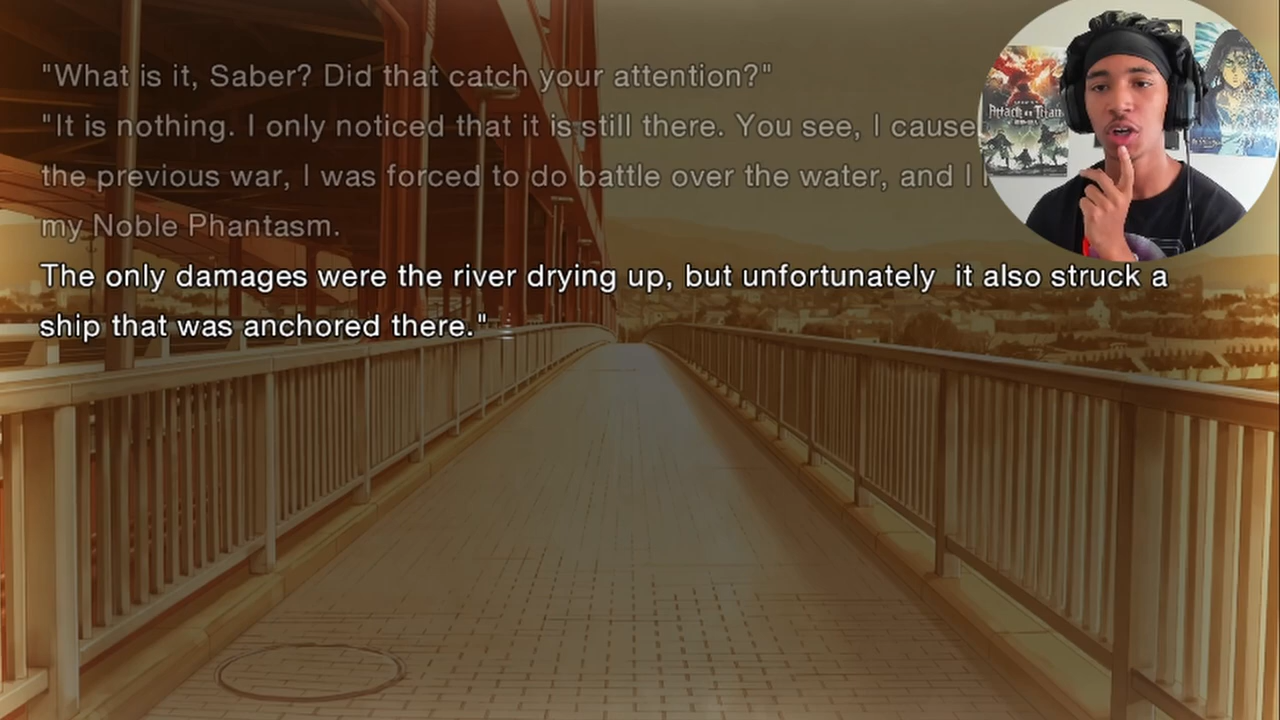 "What is it, Saber? Did that catch your attention?"
"It is nothing. I only noticed that it is still there. You see, I cause
the previous war, I was forced to do battle over the water, and I
my Noble Phantasm.
The only damages were the river drying up, but unfortunately it also struck a
ship that was anchored there."
Attack on Titan